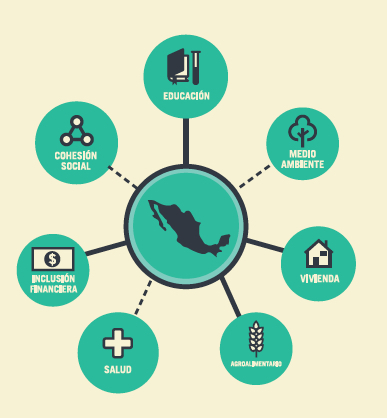 EDUCACIÓN
COHESIÓN
SOCIAL
MEDIO
AMBIENTE
INCLUSIÓN
FINANCIERA
$
VIVIENDA
SALUD
AGROALIMENTARIO